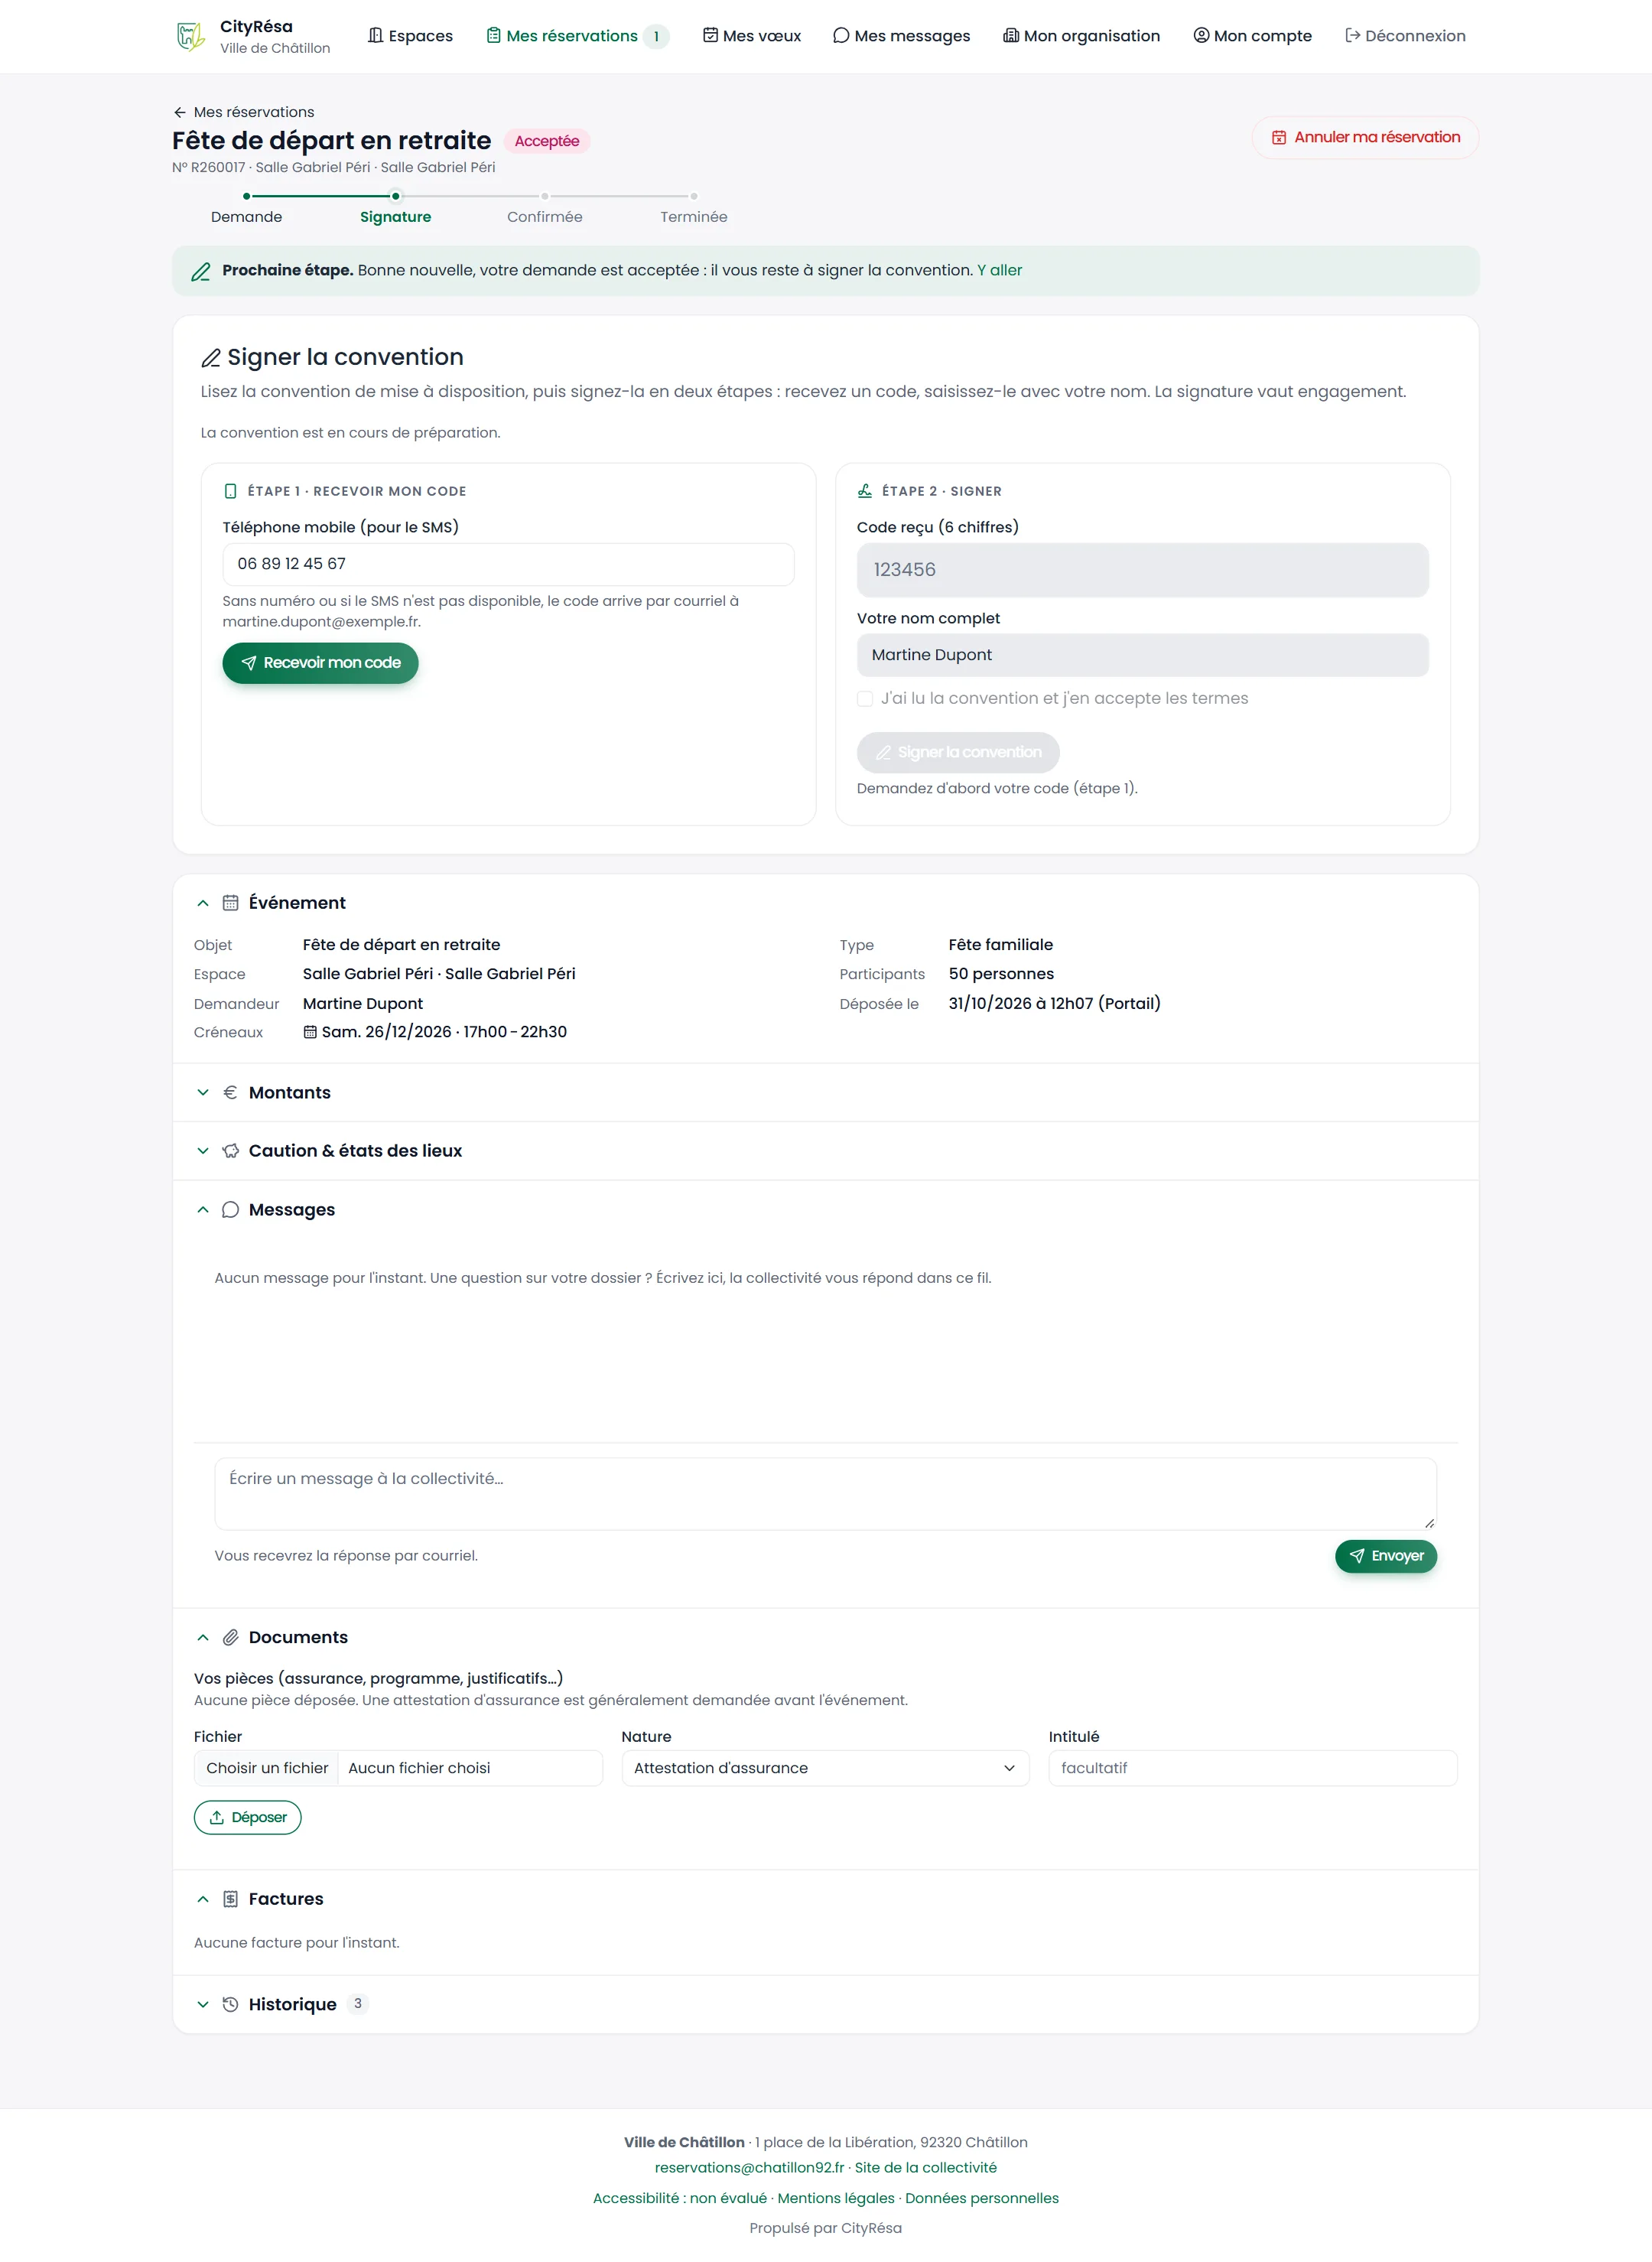 CityRésa
Ville de Châtillon
Espaces
Mes réservations 1
Mes vœux
Mes messages
Mon organisation
Mon compte
Déconnexion
Mes réservations
Fête de départ en retraite Acceptée
Annuler ma réservation
N° R260017 · Salle Gabriel Péri · Salle Gabriel Péri
Demande
Signature
Confirmée
Terminée
Prochaine étape. Bonne nouvelle, votre demande est acceptée : il vous reste à signer la convention. Y aller
Signer la convention
Lisez la convention de mise à disposition, puis signez-la en deux étapes : recevez un code, saisissez-le avec votre nom. La signature vaut engagement.
La convention est en cours de préparation.
ÉTAPE 1 · RECEVOIR MON CODE
Téléphone mobile (pour le SMS)
06 89 12 45 67
Sans numéro ou si le SMS n'est pas disponible, le code arrive par courriel à
martine.dupont@exemple.fr.
Recevoir mon code
ÉTAPE 2 · SIGNER
Code reçu (6 chiffres)
123456
Votre nom complet
Martine Dupont
J'ai lu la convention et j'en accepte les termes
Signer la convention
Demandez d'abord votre code (étape 1).
Événement
Objet Fête de départ en retraite
Type Fête familiale
Espace Salle Gabriel Péri · Salle Gabriel Péri
Participants 50 personnes
Demandeur Martine Dupont
Déposée le 31/10/2026 à 12h07 (Portail)
Créneaux Sam. 26/12/2026 · 17h00 - 22h30
Montants
Caution & états des lieux
Messages
Aucun message pour l'instant. Une question sur votre dossier ? Écrivez ici, la collectivité vous répond dans ce fil.
Écrire un message à la collectivité…
Vous recevrez la réponse par courriel.
Envoyer
Documents
Vos pièces (assurance, programme, justificatifs…)
Aucune pièce déposée. Une attestation d'assurance est généralement demandée avant l'événement.
Fichier
Nature
Intitulé
Choisir un fichier Aucun fichier choisi
Attestation d'assurance
facultatif
Déposer
Factures
Aucune facture pour l'instant.
Historique 3
Ville de Châtillon · 1 place de la Libération, 92320 Châtillon
reservations@chatillon92.fr · Site de la collectivité
Accessibilité : non évalué · Mentions légales · Données personnelles
Propulsé par CityRésa